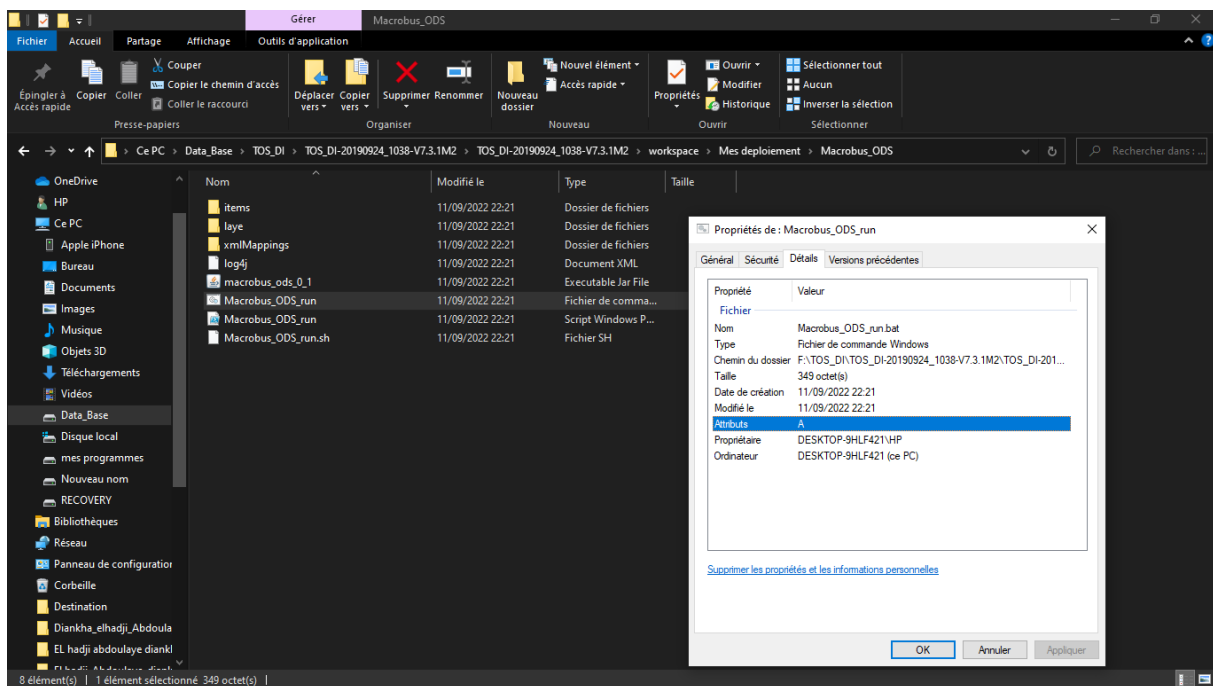 Gérer
Macrobus_ODS
Fichier Accueil Partage Affichage Outils d'application
Épingler à Accès rapide
Copier
Coller
Couper
Copier le chemin d'accès
Coller le raccourci
Presse-papiers
Déplacer vers
Copier vers
Supprimer
Renommer
Organiser
Nouveau dossier
Nouvel élément
Accès rapide
Nouveau
Propriétés
Ouvrir
Modifier
Historique
Ouvrir
Sélectionner tout
Aucun
Inverser la sélection
Sélectionner
Ce PC > Data_Base > TOS_DI > TOS_DI-20190924_1038-V7.3.1M2 > TOS_DI-20190924_1038-V7.3.1M2 > workspace > Mes deploiement > Macrobus_ODS
Rechercher dans : ...
OneDrive
HP
Ce PC
Apple iPhone
Bureau
Documents
Images
Musique
Objets 3D
Téléchargements
Vidéos
Data_Base
Disque local
mes programmes
Nouveau nom
RECOVERY
Bibliothèques
Réseau
Panneau de configuration
Corbeille
Destination
Diankha_elhadji_Abdoula
EL hadji abdoulaye diankl
Nom Modifié le Type Taille
items 11/09/2022 22:21 Dossier de fichiers
laye 11/09/2022 22:21 Dossier de fichiers
xmlMappings 11/09/2022 22:21 Dossier de fichiers
log4j 11/09/2022 22:21 Document XML
macrobus_ods_0_1 11/09/2022 22:21 Executable Jar File
Macrobus_ODS_run 11/09/2022 22:21 Fichier de comma...
Macrobus_ODS_run 11/09/2022 22:21 Script Windows P...
Macrobus_ODS_run.sh 11/09/2022 22:21 Fichier SH
Propriétés de : Macrobus_ODS_run
Général Sécurité Détails Versions précédentes
Propriété Valeur
Fichier
Nom Macrobus_ODS_run.bat
Type Fichier de commande Windows
Chemin du dossier F:\TOS_DI\TOS_DI-20190924_1038-V7.3.1M2\TOS_DI-201...
Taille 349 octet(s)
Date de création 11/09/2022 22:21
Modifié le 11/09/2022 22:21
Attributs A
Propriétaire DESKTOP-9HLF421\HP
Ordinateur DESKTOP-9HLF421 (ce PC)
Supprimer les propriétés et les informations personnelles
OK Annuler Appliquer
8 élément(s) | 1 élément sélectionné 349 octet(s) |